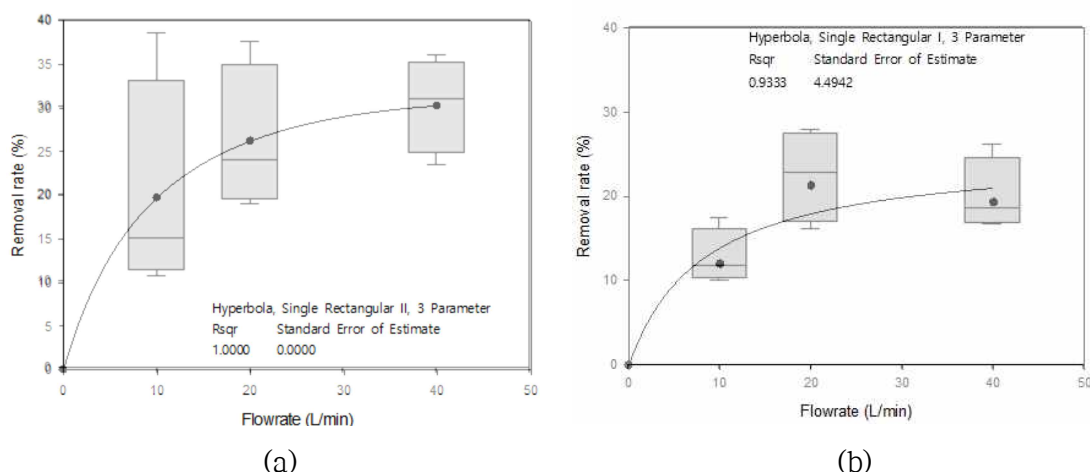 40
35
30
25
20
15
10
5
0
Removal rate (%)
Hyperbola, Single Rectangular II, 3 Parameter
Rsqr Standard Error of Estimate
1.0000 0.0000
0 10 20 30 40 50
Flowrate (L/min)
(a)
40
30
20
10
0
Removal rate (%)
Hyperbola, Single Rectangular I, 3 Parameter
Rsqr Standard Error of Estimate
0.9333 4.4942
0 10 20 30 40 50
Flowrate (L/min)
(b)